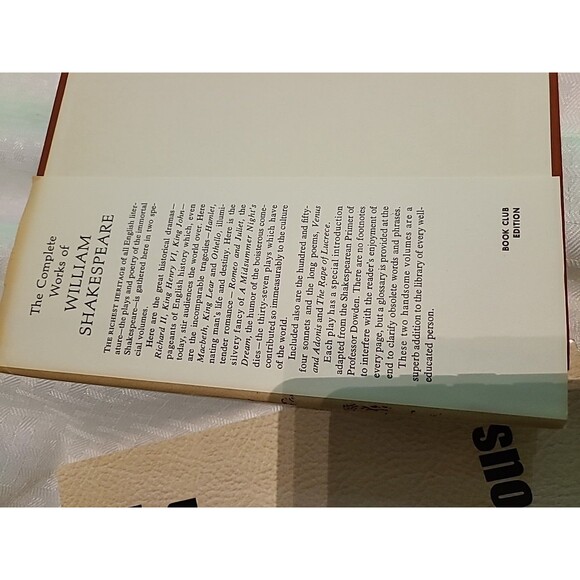 The Complete
Works of
WILLIAM
SHAKESPEARE
THE RICHEST HERITAGE of all English liter-
ature—the plays and poetry of the immortal
Shakespeare—is gathered here in two spe-
cial volumes.
Here are the great historical dramas—
Richard II, King Henry VI, King John—
pageants of English history which, even
today, stir audiences the world over. Here
are the incomparable tragedies—Hamlet,
Macbeth, King Lear and Othello, illumi-
nating man's life and destiny. Here is the
tender romance—Romeo and Juliet, the
silvery fancy of A Midsummer Night's
Dream, the humor of the boisterous come-
dies—the thirty-seven plays which have
contributed so immeasurably to the culture
of the world.
Included also are the hundred and fifty-
four sonnets and the long poems, Venus
and Adonis and The Rape of Lucrece.
Each play has a special introduction
adapted from the Shakespearean Primer of
Professor Dowden. There are no footnotes
to interfere with the reader's enjoyment of
every page, but a glossary is provided at the
end to clarify obsolete words and phrases.
These two handsome volumes are a
superb addition to the library of every well-
educated person.
BOOK CLUB
EDITION